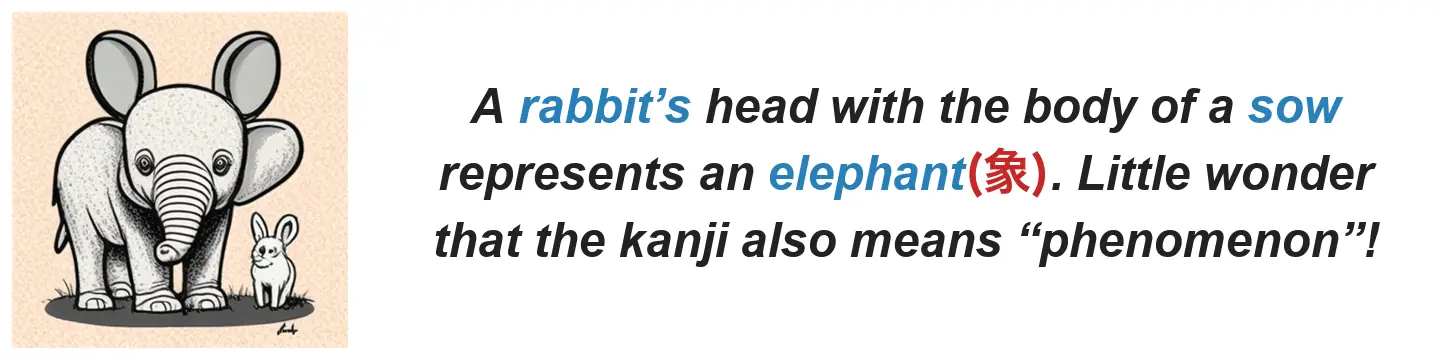 A rabbit’s head with the body of a sow
represents an elephant(象). Little wonder
that the kanji also means “phenomenon”!